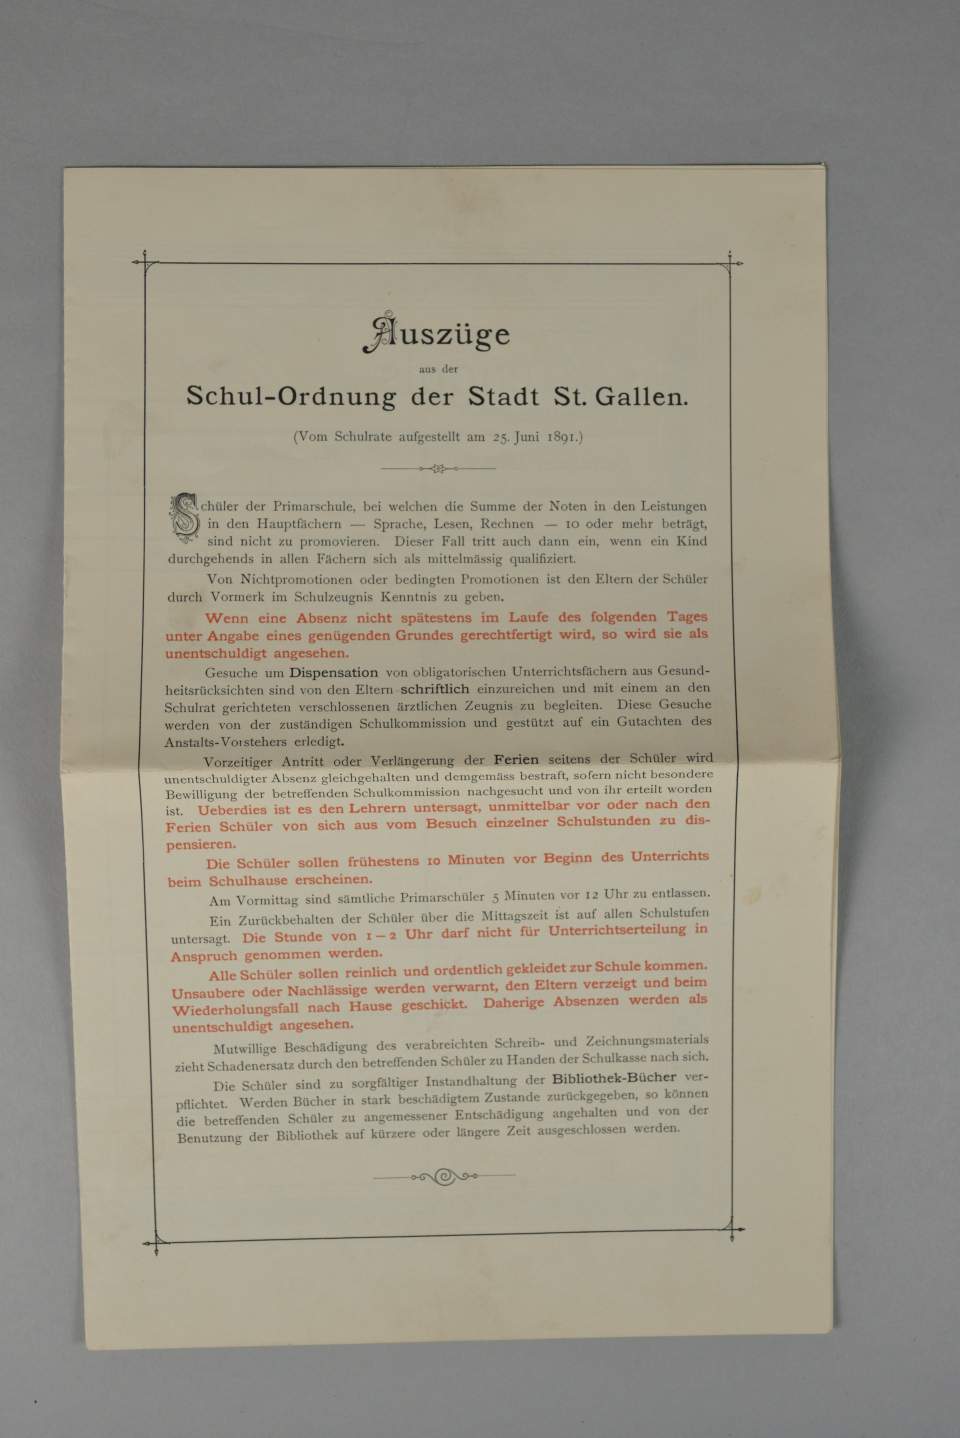 Auszüge
aus der
Schul-Ordnung der Stadt St. Gallen.
(Vom Schulrate aufgestellt am 25. Juni 1891.)
Schüler der Primarschule, bei welchen die Summe der Noten in den Leistungen
in den Hauptfächern — Sprache, Lesen, Rechnen — 10 oder mehr beträgt,
sind nicht zu promovieren. Dieser Fall tritt auch dann ein, wenn ein Kind
durchgehends in allen Fächern sich als mittelmässig qualifiziert.
Von Nichtpromotionen oder bedingten Promotionen ist den Eltern der Schüler
durch Vormerk im Schulzeugnis Kenntnis zu geben.
Wenn eine Absenz nicht spätestens im Laufe des folgenden Tages
unter Angabe eines genügenden Grundes gerechtfertigt wird, so wird sie als
unentschuldigt angesehen.
Gesuche um Dispensation von obligatorischen Unterrichtsfächern aus Gesund-
heitsrücksichten sind von den Eltern schriftlich einzureichen und mit einem an den
Schulrat gerichteten verschlossenen ärztlichen Zeugnis zu begleiten. Diese Gesuche
werden von der zuständigen Schulkommission und gestützt auf ein Gutachten des
Anstalts-Vorstehers erledigt.
Vorzeitiger Antritt oder Verlängerung der Ferien seitens der Schüler wird
unentschuldigter Absenz gleichgehalten und demgemäss bestraft, sofern nicht besondere
Bewilligung der betreffenden Schulkommission nachgesucht und von ihr erteilt worden
ist. Ueberdies ist es den Lehrern untersagt, unmittelbar vor oder nach den
Ferien Schüler von sich aus vom Besuch einzelner Schulstunden zu dis-
pensieren.
Die Schüler sollen frühestens 10 Minuten vor Beginn des Unterrichts
beim Schulhause erscheinen.
Am Vormittag sind sämtliche Primarschüler 5 Minuten vor 12 Uhr zu entlassen.
Ein Zurückbehalten der Schüler über die Mittagszeit ist auf allen Schulstufen
untersagt. Die Stunde von 1–2 Uhr darf nicht für Unterrichtserteilung in
Anspruch genommen werden.
Alle Schüler sollen reinlich und ordentlich gekleidet zur Schule kommen.
Unsaubere oder Nachlässige werden verwarnt, den Eltern verzeigt und beim
Wiederholungsfall nach Hause geschickt. Daherige Absenzen werden als
unentschuldigt angesehen.
Mutwillige Beschädigung des verabreichten Schreib- und Zeichnungsmaterials
zieht Schadenersatz durch den betreffenden Schüler zu Handen der Schulkasse nach sich.
Die Schüler sind zu sorgfältiger Instandhaltung der Bibliothek-Bücher ver-
pflichtet. Werden Bücher in stark beschädigtem Zustande zurückgegeben, so können
die betreffenden Schüler zu angemessener Entschädigung angehalten und von der
Benutzung der Bibliothek auf kürzere oder längere Zeit ausgeschlossen werden.